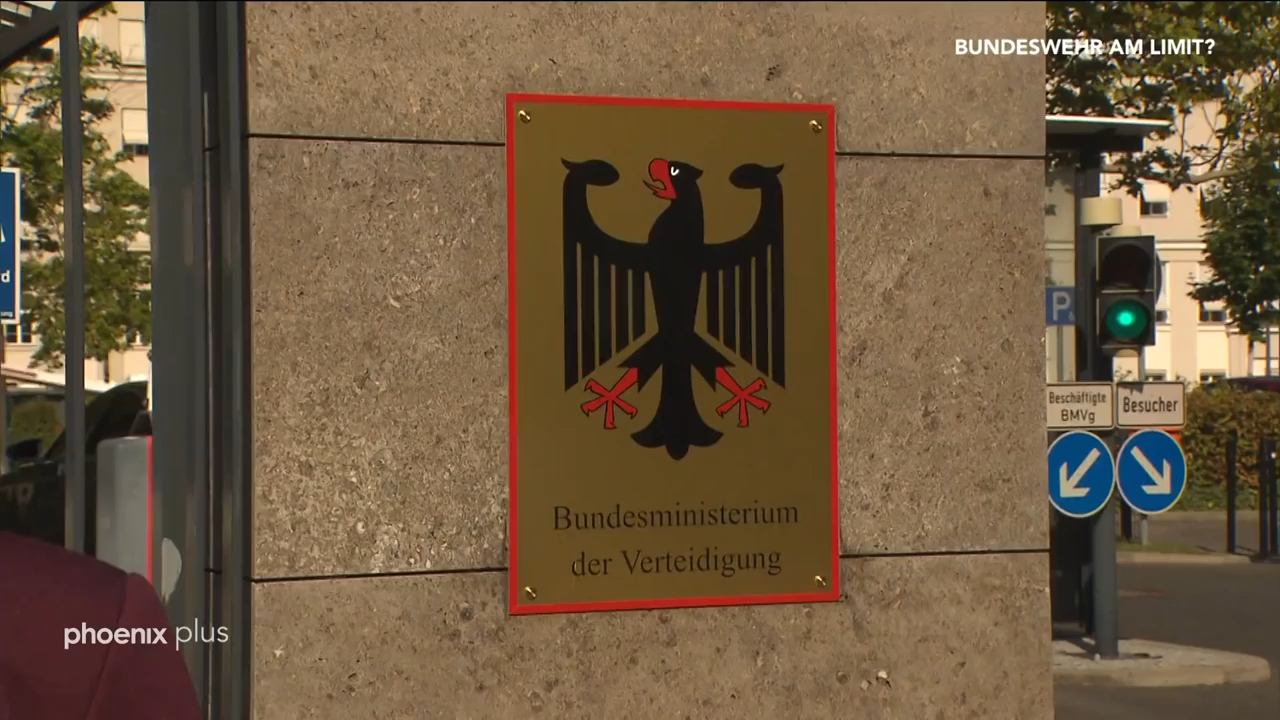 BUNDESWEHR AM LIMIT?
Bundesministerium
der Verteidigung
P
Beschäftigte
BMVg
Besucher
phoenix plus